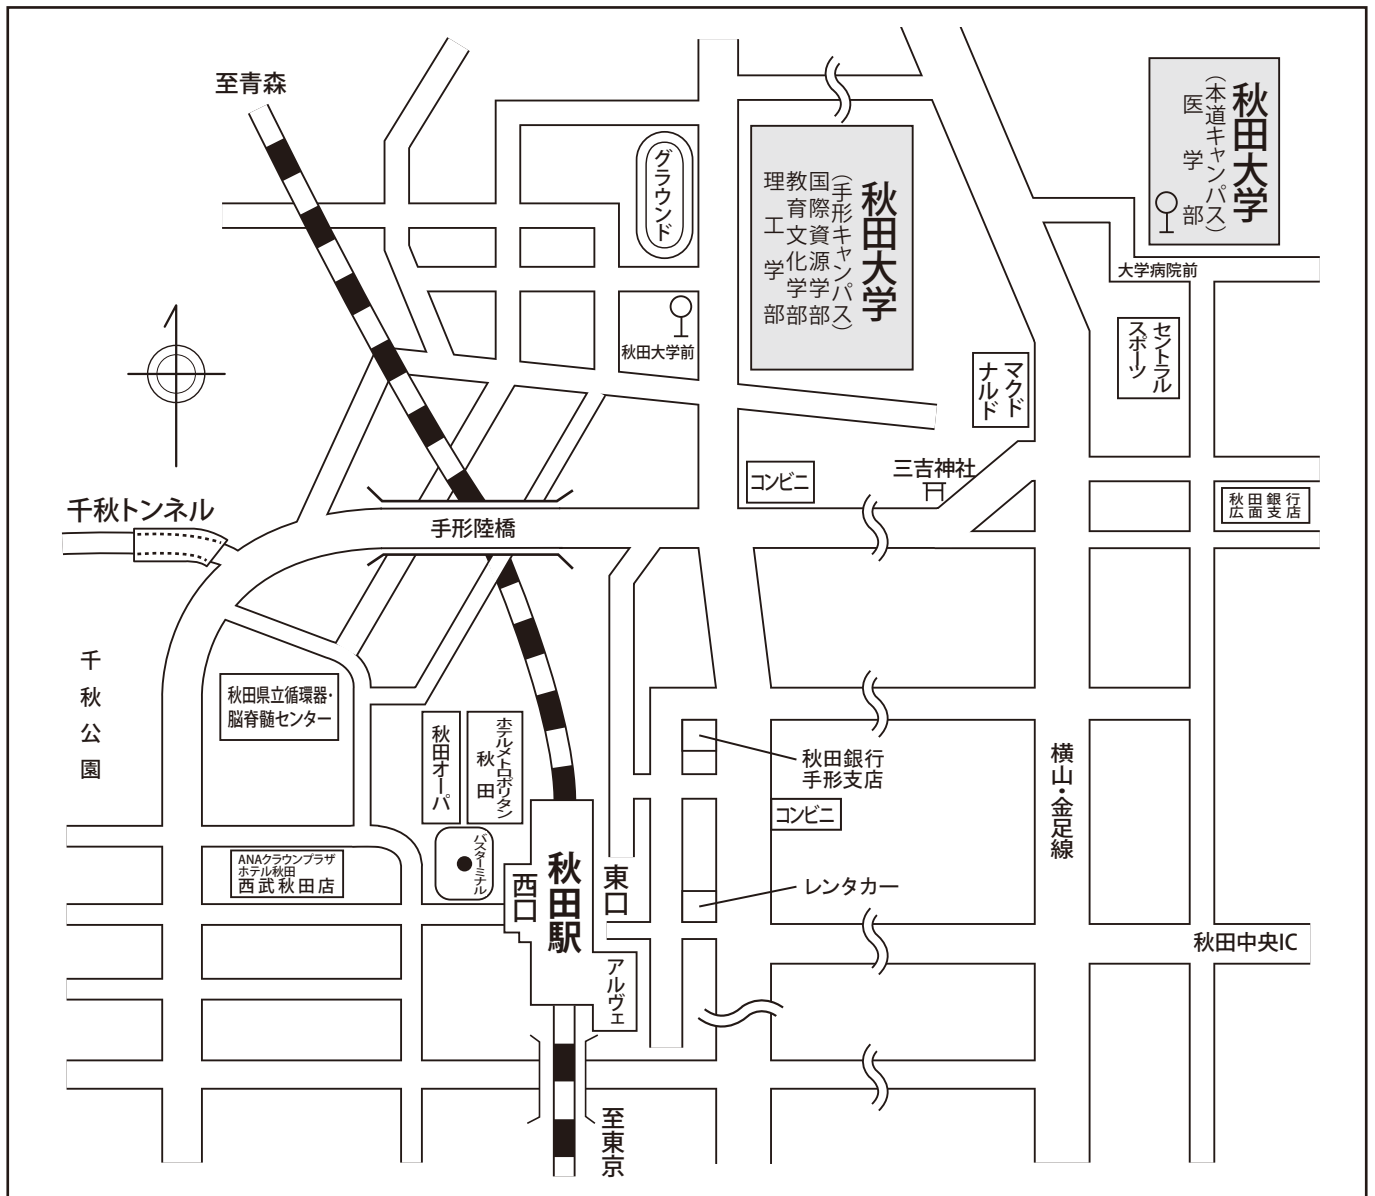 至青森
グラウンド
秋田大学
(手形キャンパス)
国際資源学部
教育文化学部
理工学部
秋田大学
(本道キャンパス)
医学部
大学病院前
秋田大学前
セントラル
スポーツ
マクド
ナルド
コンビニ
三吉神社
秋田銀行
広面支店
千秋トンネル
手形陸橋
千秋公園
秋田県立循環器・
脳脊髄センター
秋田オーパ
ホテルメトロポリタン
秋田
秋田銀行
手形支店
横山・金足線
コンビニ
バスターミナル
ANAクラウンプラザ
ホテル秋田
西武秋田店
西口
秋田駅
東口
レンタカー
秋田中央IC
アルヴェ
至東京